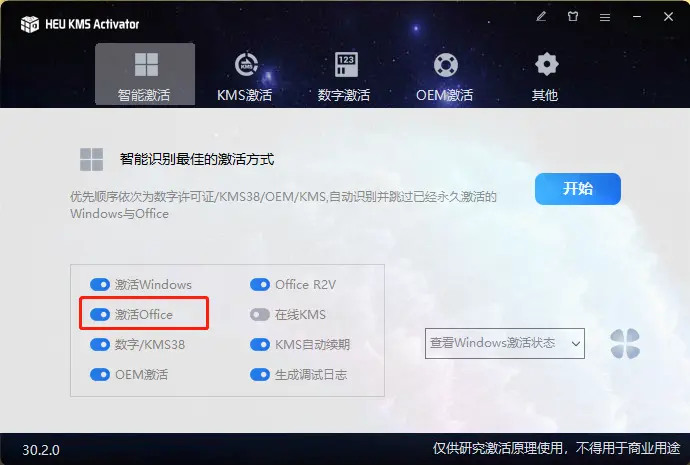 HEU KMS Activator
智能激活
KMS
KMS激活
123
数字激活
OEM激活
其他
智能识别最佳的激活方式
优先顺序依次为数字许可证/KMS38/OEM/KMS,自动识别并跳过已经永久激活的
Windows与Office
开始
激活Windows
Office R2V
激活Office
在线KMS
数字/KMS38
KMS自动续期
OEM激活
生成调试日志
查看Windows激活状态
30.2.0
仅供研究激活原理使用，不得用于商业用途